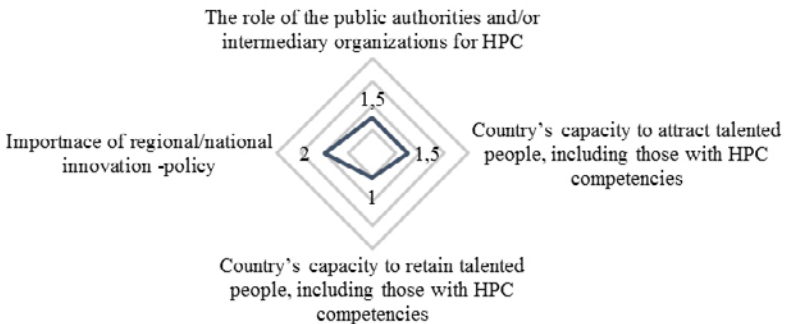 The role of the public authorities and/or
intermediary organizations for HPC
1,5
Importnace of regional/national
innovation -policy
2
1,5
Country's capacity to attract talented
people, including those with HPC
competencies
1
Country's capacity to retain talented
people, including those with HPC
competencies